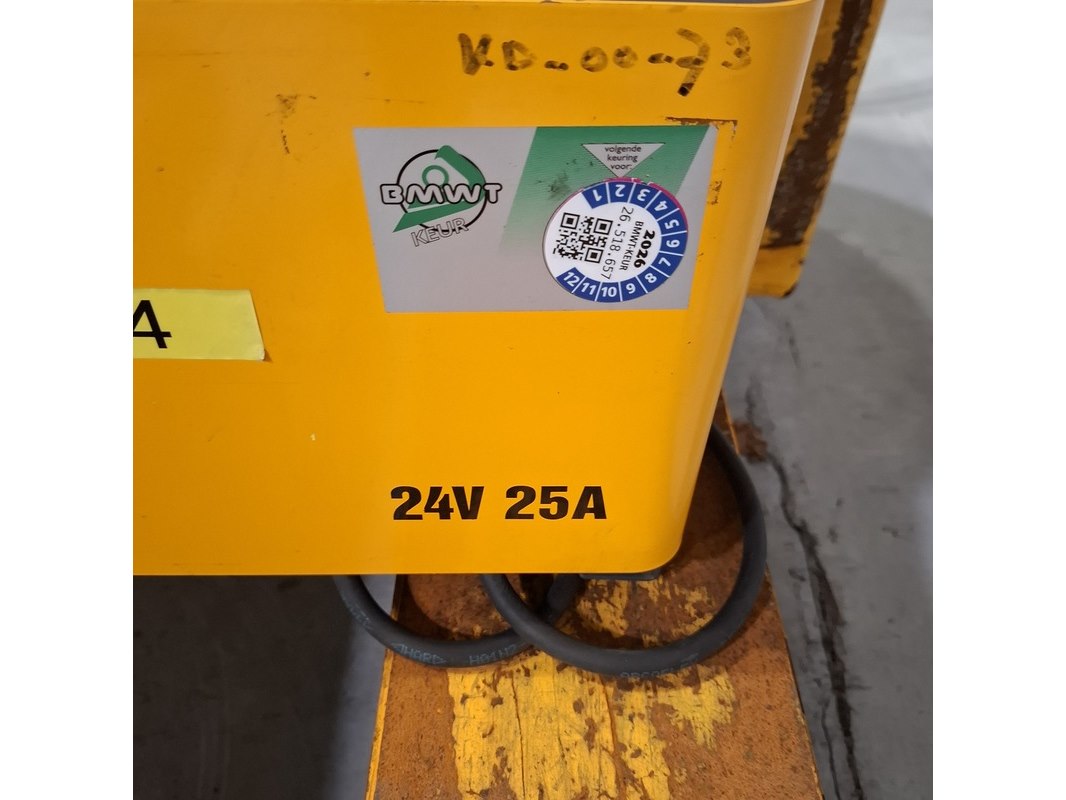 KD-00-73
volgende
keuring
voor:
BMWT
KEUR
1 2 3 4 5 6 7 8 9 10 11 12
2026
BMWT-KEUR
26.518.657
4
24V 25A